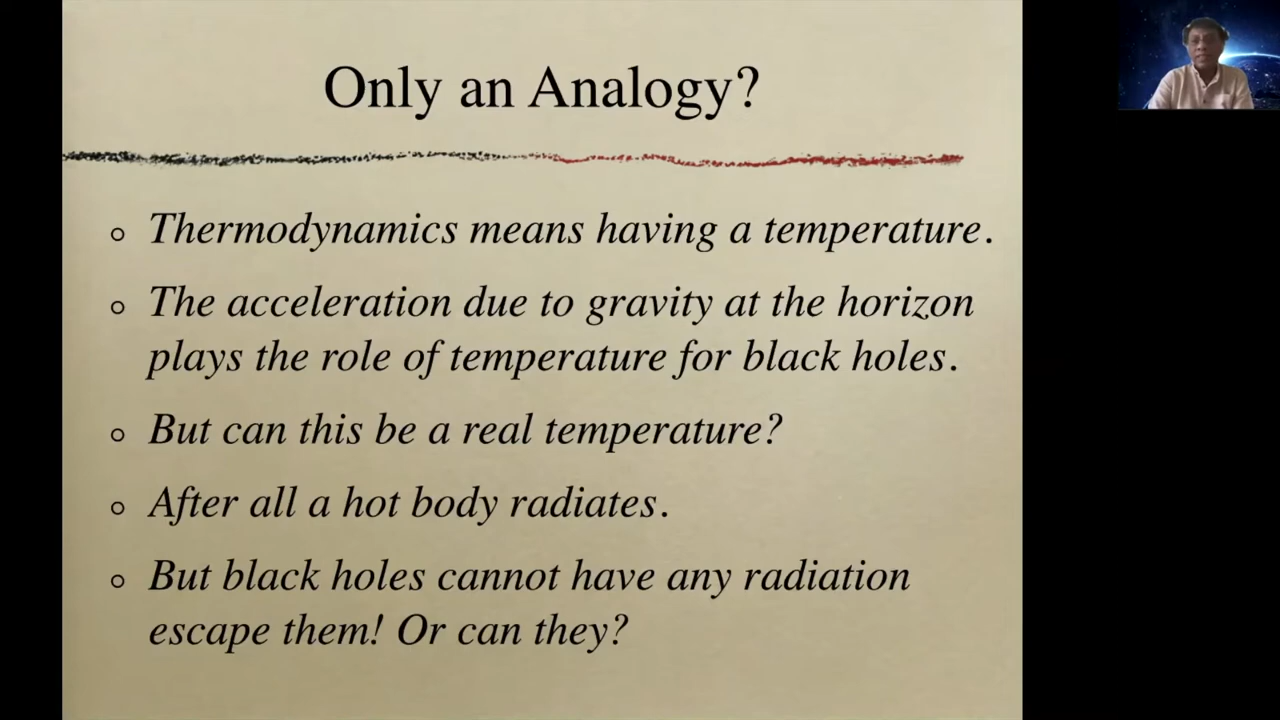 Only an Analogy?
Thermodynamics means having a temperature.
The acceleration due to gravity at the horizon
plays the role of temperature for black holes.
But can this be a real temperature?
After all a hot body radiates.
But black holes cannot have any radiation
escape them! Or can they?